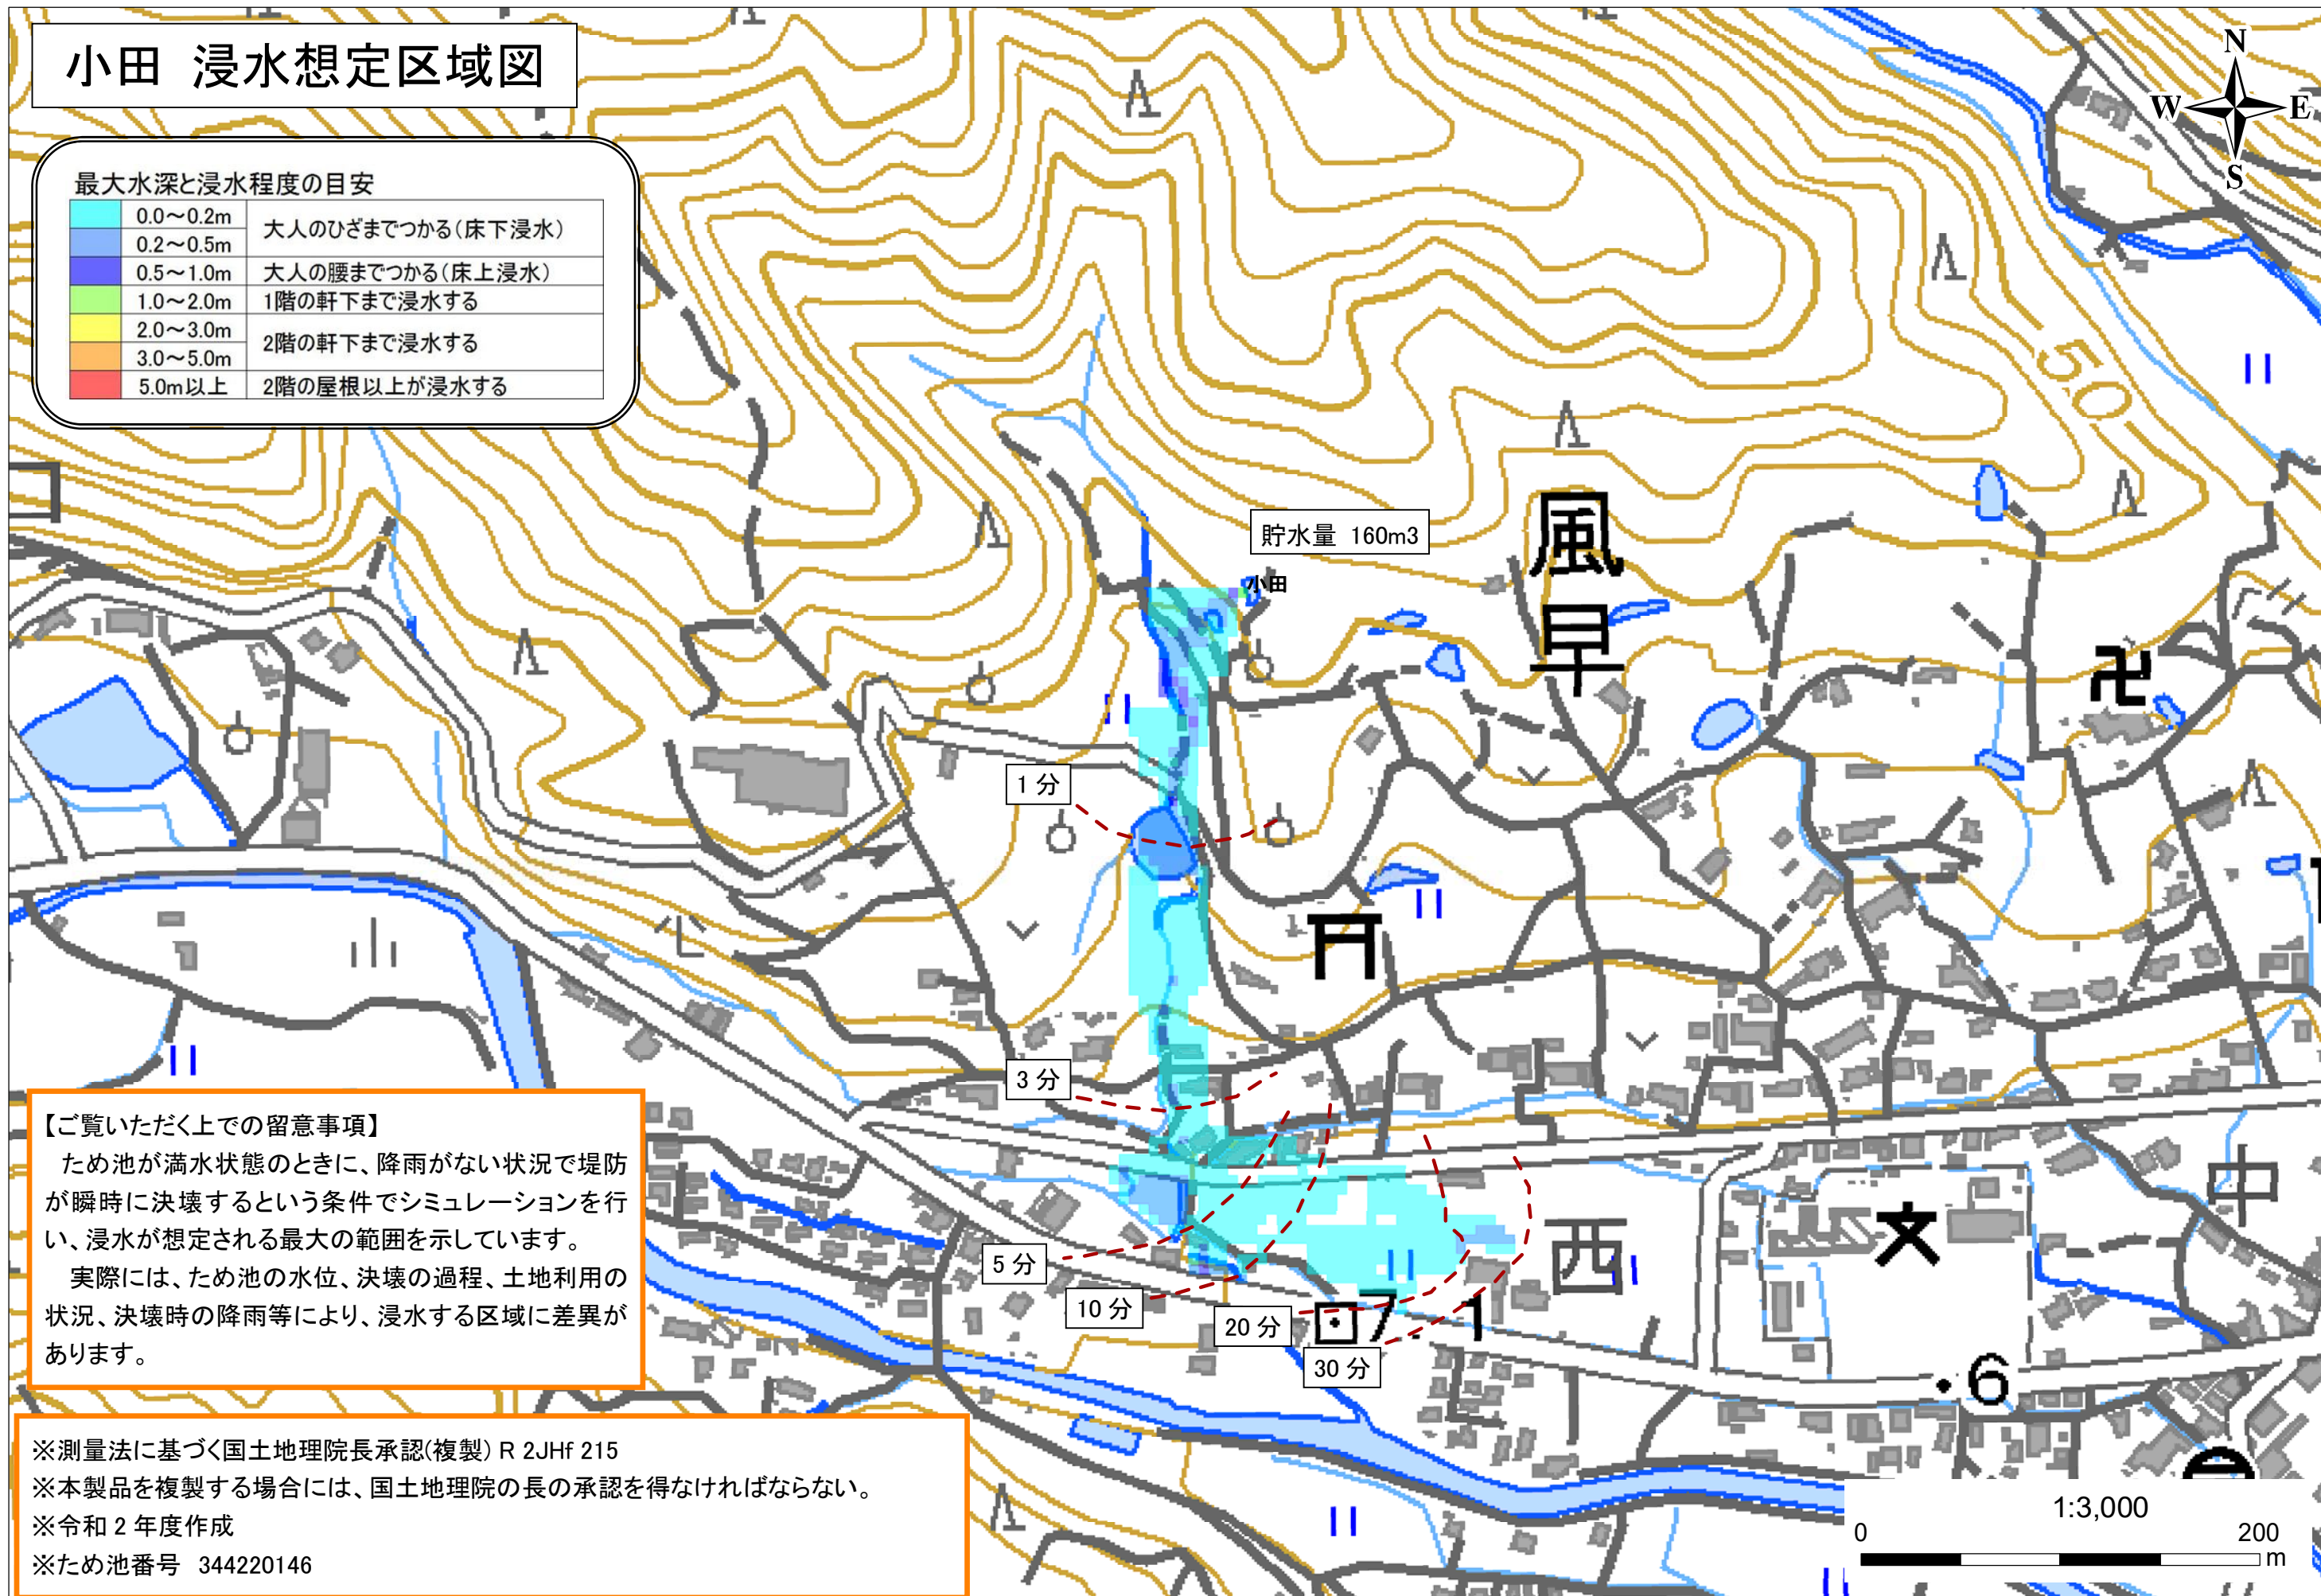 小田 浸水想定区域図
N
W
E
S
最大水深と浸水程度の目安
0.0～0.2m
大人のひざまでつかる(床下浸水)
0.2～0.5m
0.5～1.0m 大人の腰までつかる(床上浸水)
1.0～2.0m 1階の軒下まで浸水する
2.0～3.0m
2階の軒下まで浸水する
3.0～5.0m
5.0m以上 2階の屋根以上が浸水する
50
貯水量 160m3
小田
風早
1 分
3 分
5 分
10 分
20 分
30 分
西
中
7.1
.6
【ご覧いただく上での留意事項】
ため池が満水状態のときに、降雨がない状況で堤防
が瞬時に決壊するという条件でシミュレーションを行
い、浸水が想定される最大の範囲を示しています。
実際には、ため池の水位、決壊の過程、土地利用の
状況、決壊時の降雨等により、浸水する区域に差異が
あります。
※測量法に基づく国土地理院長承認(複製) R 2JHf 215
※本製品を複製する場合には、国土地理院の長の承認を得なければならない。
※令和 2 年度作成
※ため池番号 344220146
1:3,000
0 200
m